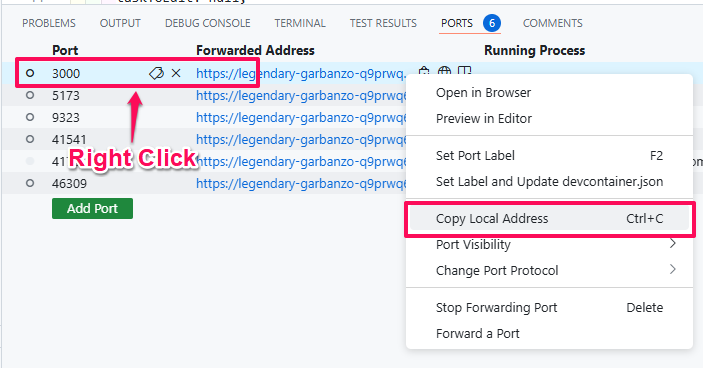 taskToEdit: null,
PROBLEMS OUTPUT DEBUG CONSOLE TERMINAL TEST RESULTS PORTS 6 COMMENTS
Port Forwarded Address Running Process
3000 https://legendary-garbanzo-q9prwq
5173 https://legendary-garbanzo-q9prwq
9323 https://legendary-garbanzo-q9prwq
41541 https://legendary-garbanzo-q9prwq
https://legendary-garbanzo-q9prwq
46309 https://legendary-garbanzo-q9prwq
Add Port
Right Click
Open in Browser
Preview in Editor
Set Port Label F2
Set Label and Update devcontainer.json
Copy Local Address Ctrl+C
Port Visibility
Change Port Protocol
Stop Forwarding Port Delete
Forward a Port